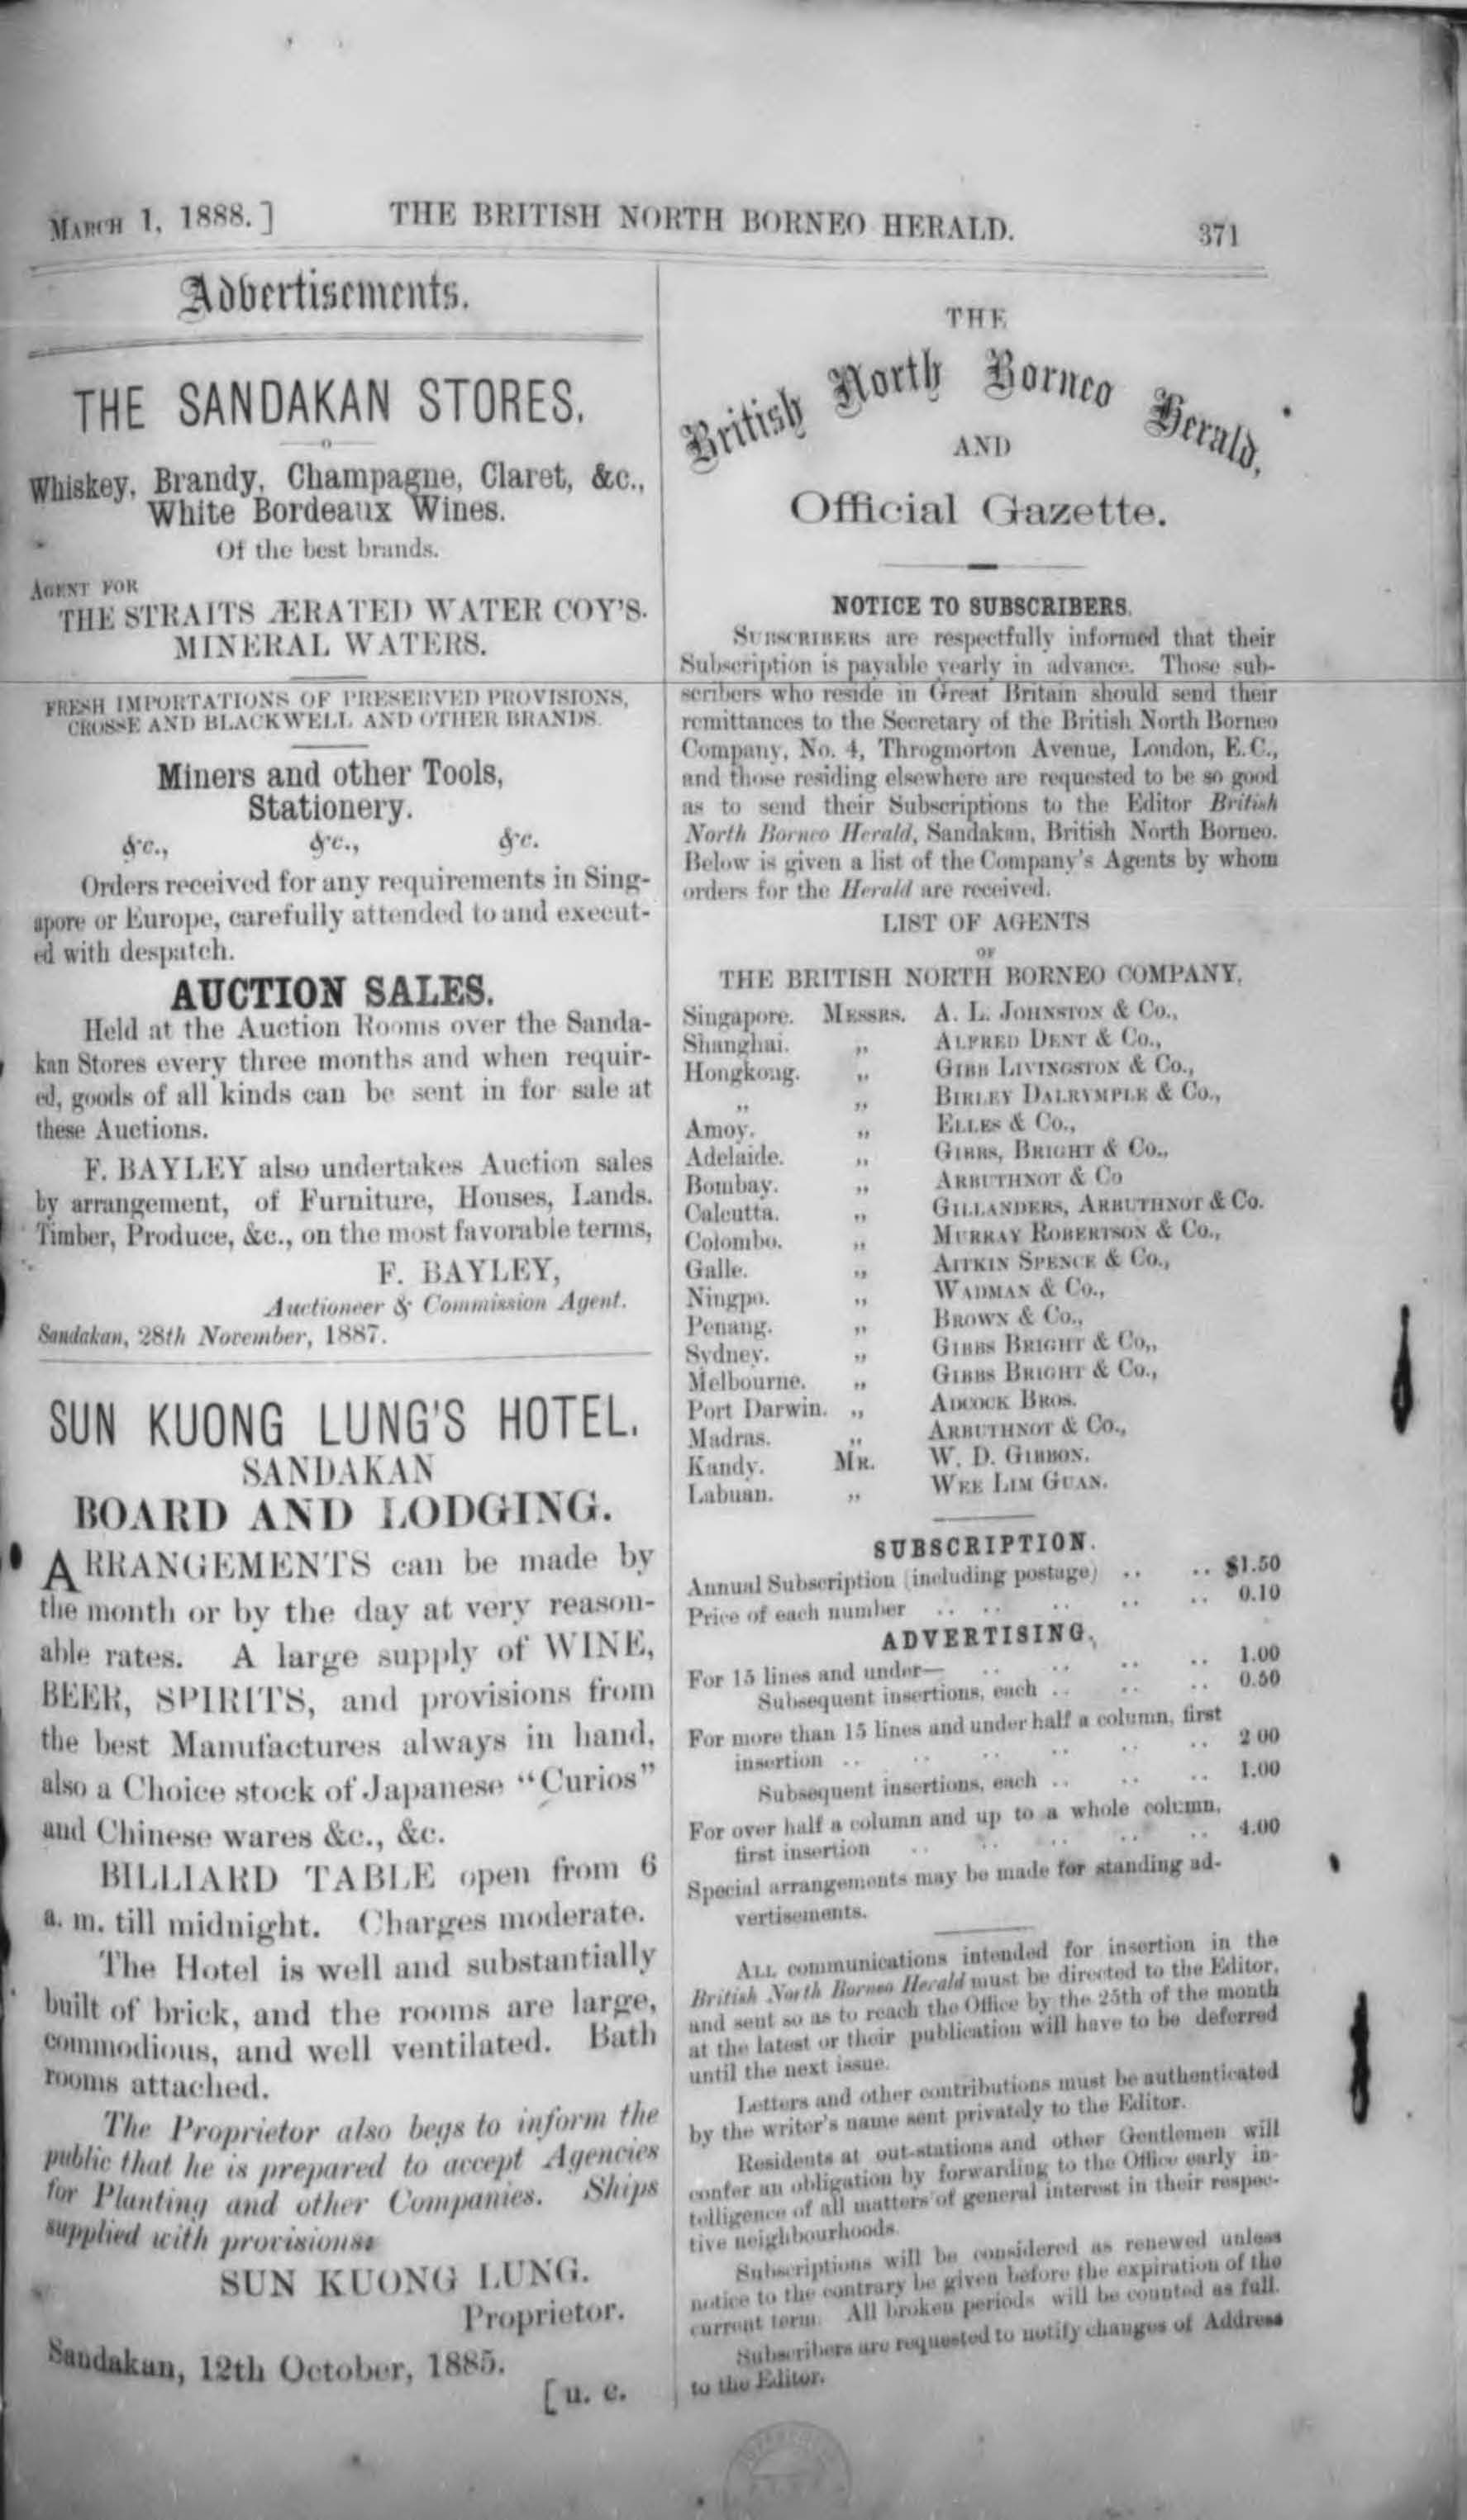 MARCH 1, 1888.] THE BRITISH NORTH BORNEO HERALD. 371
Advertisements.
THE SANDAKAN STORES.
o
Whiskey, Brandy, Champagne, Claret, &c.,
White Bordeaux Wines.
Of the best brands.
AGENT FOR
THE STRAITS ÆRATED WATER COY'S.
MINERAL WATERS.
FRESH IMPORTATIONS OF PRESERVED PROVISIONS,
CROSSE AND BLACKWELL AND OTHER BRANDS.
Miners and other Tools,
Stationery.
&c., &c., &c.
Orders received for any requirements in Sing-
apore or Europe, carefully attended to and execut-
ed with despatch.
AUCTION SALES.
Held at the Auction Rooms over the Sanda-
kan Stores every three months and when requir-
ed, goods of all kinds can be sent in for sale at
these Auctions.
F. BAYLEY also undertakes Auction sales
by arrangement, of Furniture, Houses, Lands.
Timber, Produce, &c., on the most favorable terms,
F. BAYLEY,
Auctioneer & Commission Agent.
Sandakan, 28th November, 1887.
SUN KUONG LUNG'S HOTEL.
SANDAKAN
BOARD AND LODGING.
ARRANGEMENTS can be made by
the month or by the day at very reason-
able rates. A large supply of WINE,
BEER, SPIRITS, and provisions from
the best Manufactures always in hand,
also a Choice stock of Japanese "Curios"
and Chinese wares &c., &c.
BILLIARD TABLE open from 6
a. m. till midnight. Charges moderate.
The Hotel is well and substantially
built of brick, and the rooms are large,
commodious, and well ventilated. Bath
rooms attached.
The Proprietor also begs to inform the
public that he is prepared to accept Agencies
for Planting and other Companies. Ships
supplied with provisions.
SUN KUONG LUNG.
Proprietor.
Sandakan, 12th October, 1885.
[u. c.
THE
British North Borneo Herald,
AND
Official Gazette.
NOTICE TO SUBSCRIBERS.
SUBSCRIBERS are respectfully informed that their
Subscription is payable yearly in advance. Those sub-
scribers who reside in Great Britain should send their
remittances to the Secretary of the British North Borneo
Company, No. 4, Throgmorton Avenue, London, E.C.,
and those residing elsewhere are requested to be so good
as to send their Subscriptions to the Editor British
North Borneo Herald, Sandakan, British North Borneo.
Below is given a list of the Company's Agents by whom
orders for the Herald are received.
LIST OF AGENTS
OF
THE BRITISH NORTH BORNEO COMPANY.
Singapore. MESSRS. A. L. JOHNSTON & Co.,
Shanghai. ,, ALFRED DENT & Co.,
Hongkong. ,, GIBB LIVINGSTON & Co.,
,, ,, BIRLEY DALRYMPLE & Co.,
Amoy. ,, ELLES & Co.,
Adelaide. ,, GIBBS, BRIGHT & Co.,
Bombay. ,, ARBUTHNOT & Co
Calcutta. ,, GILLANDERS, ARBUTHNOT & Co.
Colombo. ,, MURRAY ROBERTSON & Co.,
Galle. ,, AITKIN SPENCE & Co.,
Ningpo. ,, WADMAN & Co.,
Penang. ,, BROWN & Co.,
Sydney. ,, GIBBS BRIGHT & Co,,
Melbourne. ,, GIBBS BRIGHT & Co.,
Port Darwin. ,, ADCOCK BROS.
Madras. ,, ARBUTHNOT & Co.,
Kandy. MR. W. D. GIBBON.
Labuan. ,, WEE LIM GUAN.
SUBSCRIPTION.
Annual Subscription (including postage) .. .. $1.50
Price of each number .. .. .. .. .. 0.10
ADVERTISING.
For 15 lines and under— .. .. .. .. 1.00
Subsequent insertions, each .. .. .. 0.50
For more than 15 lines and under half a column, first
insertion .. .. .. .. .. .. 2 00
Subsequent insertions, each .. .. .. 1.00
For over half a column and up to a whole column,
first insertion .. .. .. .. .. 4.00
Special arrangements may be made for standing ad-
vertisements.
ALL communications intended for insertion in the
British North Borneo Herald must be directed to the Editor,
and sent so as to reach the Office by the 25th of the month
at the latest or their publication will have to be deferred
until the next issue.
Letters and other contributions must be authenticated
by the writer's name sent privately to the Editor.
Residents at out-stations and other Gentlemen will
confer an obligation by forwarding to the Office early in-
telligence of all matters of general interest in their respec-
tive neighbourhoods.
Subscriptions will be considered as renewed unless
notice to the contrary be given before the expiration of the
current term. All broken periods will be counted as full.
Subscribers are requested to notify changes of Address
to the Editor.